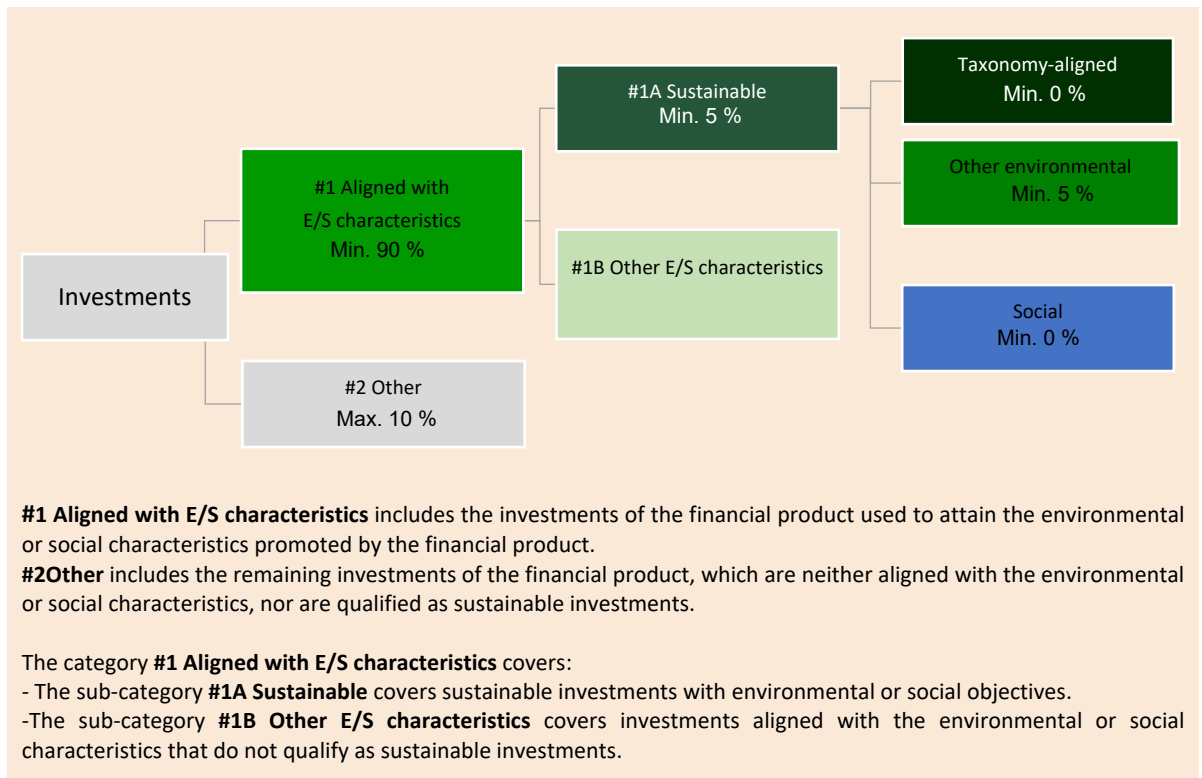 Investments
#1 Aligned with
E/S characteristics
Min. 90 %
#2 Other
Max. 10 %
#1A Sustainable
Min. 5 %
#1B Other E/S characteristics
Taxonomy-aligned
Min. 0 %
Other environmental
Min. 5 %
Social
Min. 0 %
#1 Aligned with E/S characteristics includes the investments of the financial product used to attain the environmental
or social characteristics promoted by the financial product.
#2Other includes the remaining investments of the financial product, which are neither aligned with the environmental
or social characteristics, nor are qualified as sustainable investments.
The category #1 Aligned with E/S characteristics covers:
- The sub-category #1A Sustainable covers sustainable investments with environmental or social objectives.
-The sub-category #1B Other E/S characteristics covers investments aligned with the environmental or social
characteristics that do not qualify as sustainable investments.